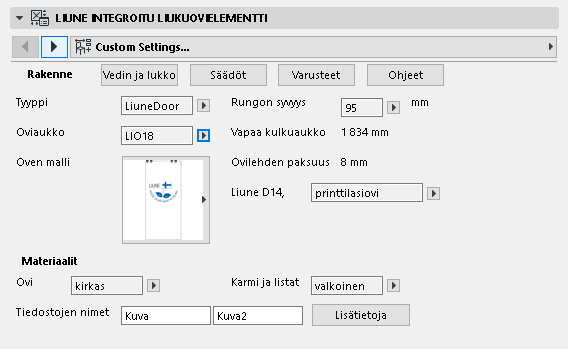 LIUNE INTEGROITU LIUKUOVIELEMENTTI
Custom Settings...
Rakenne Vedin ja lukko Säädöt Varusteet Ohjeet
Tyyppi LiuneDoor Rungon syvyys 95 mm
Oviaukko LIO18 Vapaa kulkuaukko 1 834 mm
Oven malli Ovilehden paksuus 8 mm
LIUNE
Liune D14, printtilasiovi
Materiaalit
Ovi kirkas Karmi ja listat valkoinen
Tiedostojen nimet Kuva Kuva2 Lisätietoja